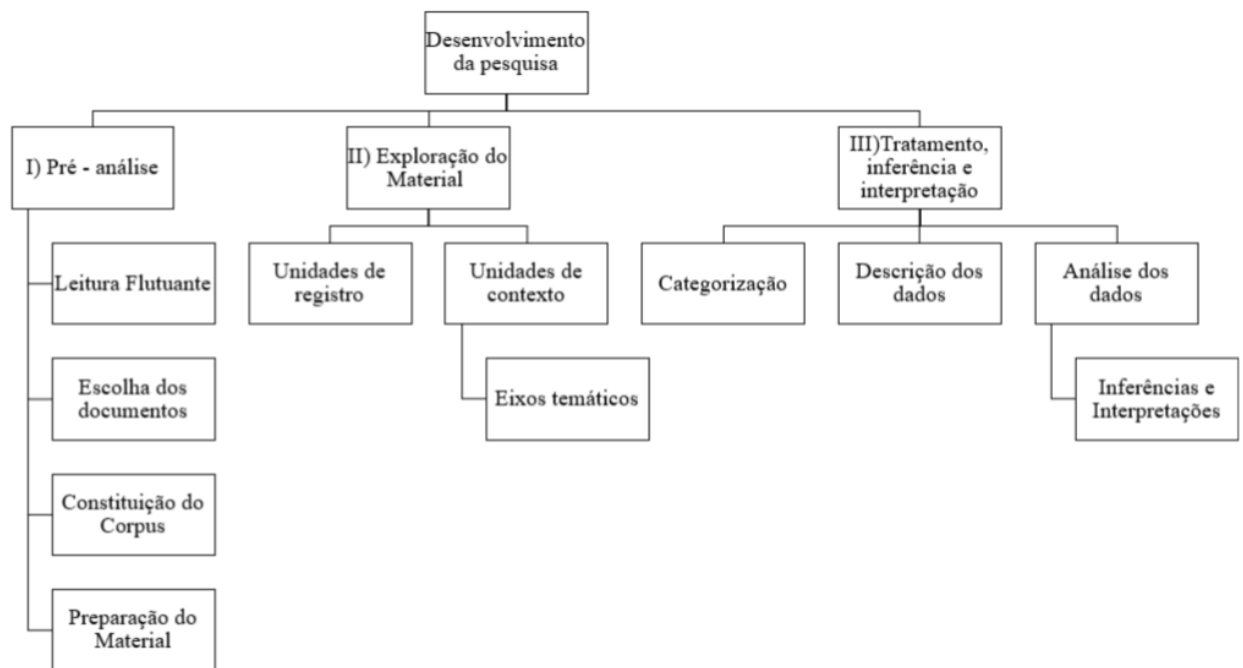 Desenvolvimento
da pesquisa
I) Pré - análise
II) Exploração do
Material
III)Tratamento,
inferência e
interpretação
Leitura Flutuante
Unidades de
registro
Unidades de
contexto
Categorização
Descrição dos
dados
Análise dos
dados
Escolha dos
documentos
Eixos temáticos
Inferências e
Interpretações
Constituição do
Corpus
Preparação do
Material